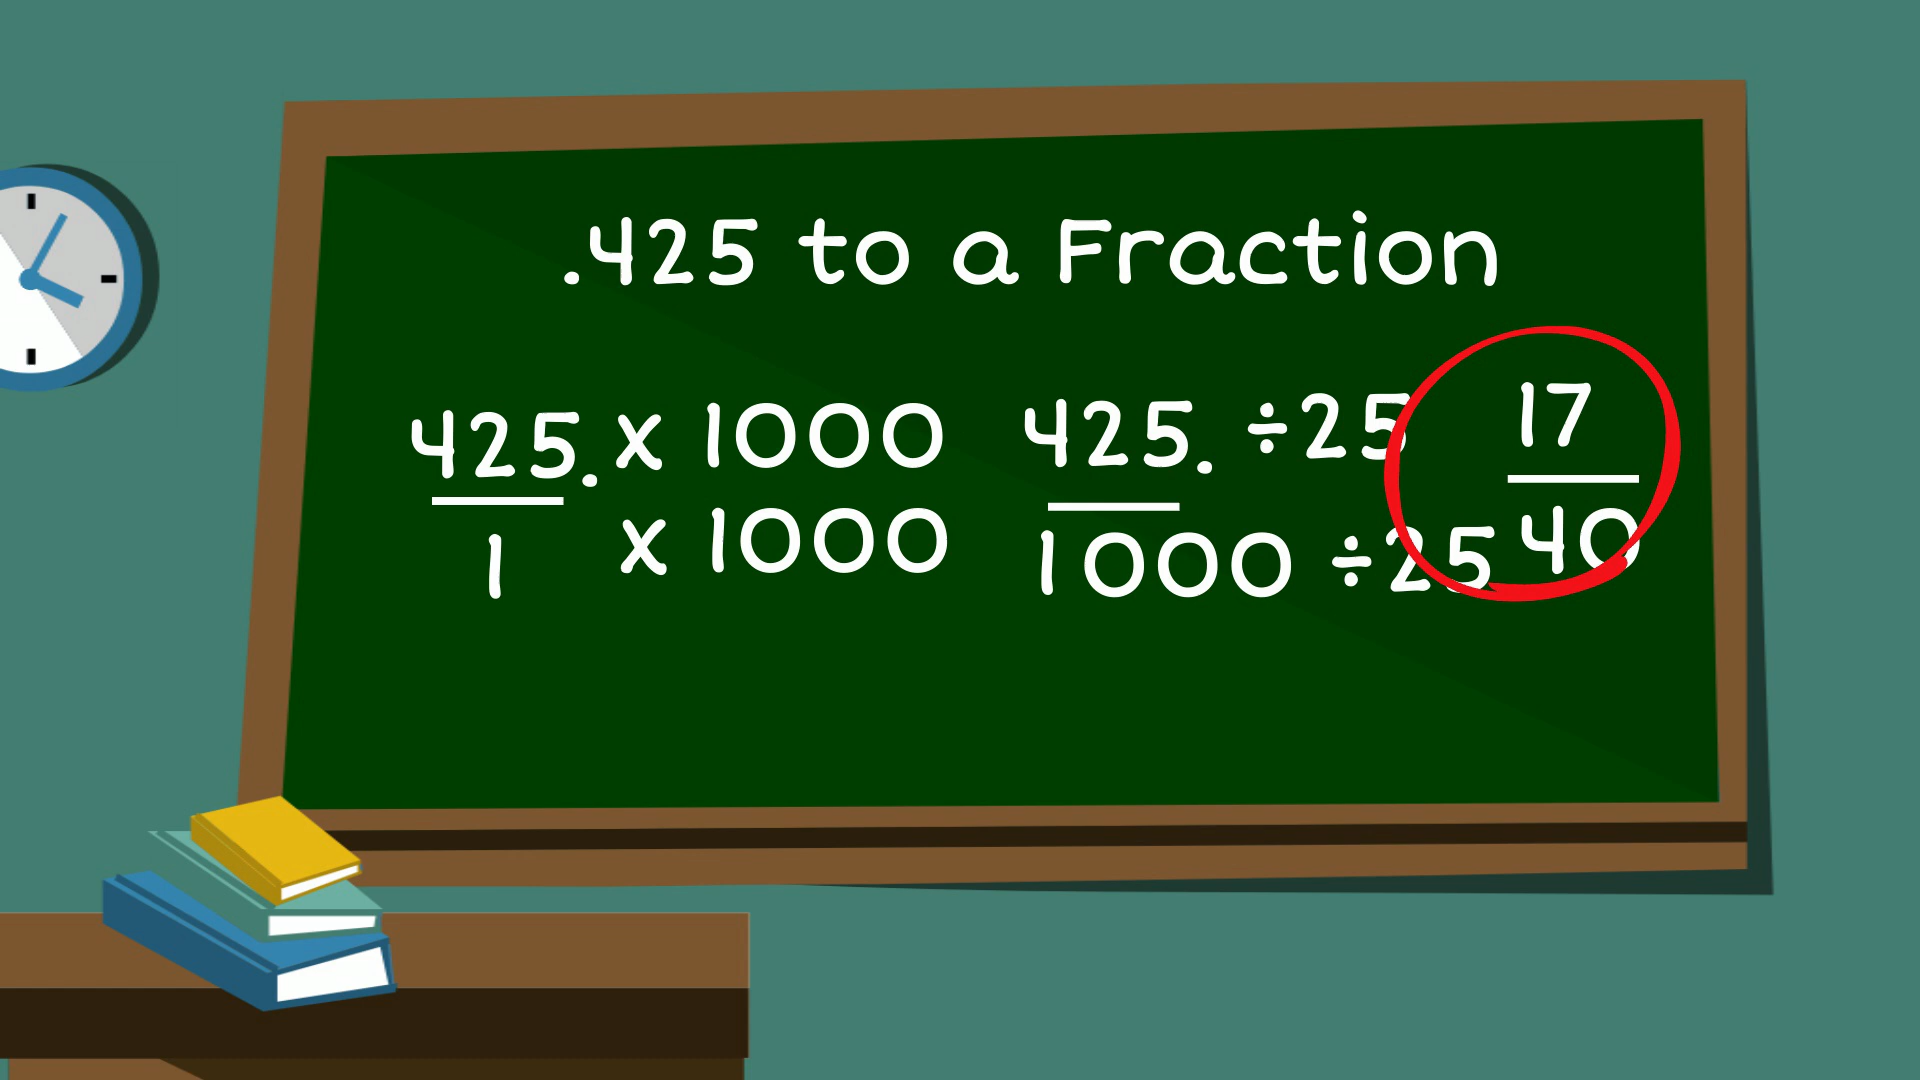 .425 to a Fraction
425. x 1000
1 x 1000
425. ÷25
1000 ÷25
17
40